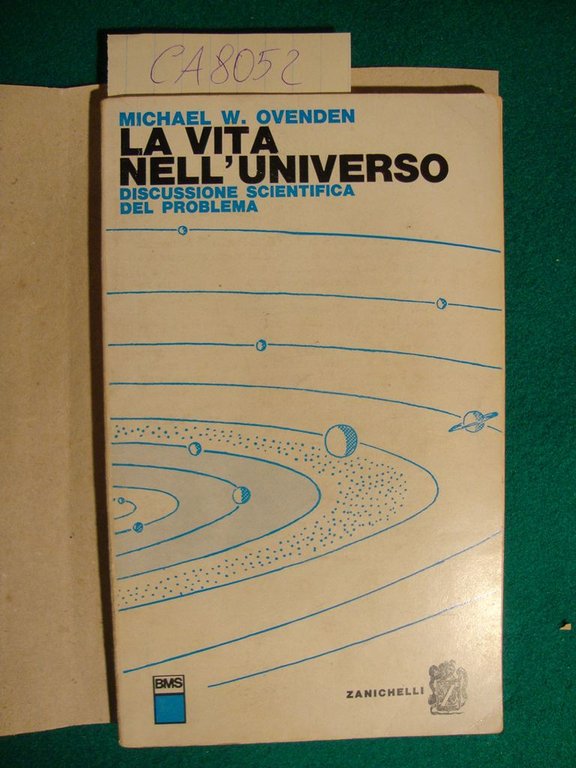 CA8052
MICHAEL W. OVENDEN
LA VITA
NELL'UNIVERSO
DISCUSSIONE SCIENTIFICA
DEL PROBLEMA
BMS
ZANICHELLI